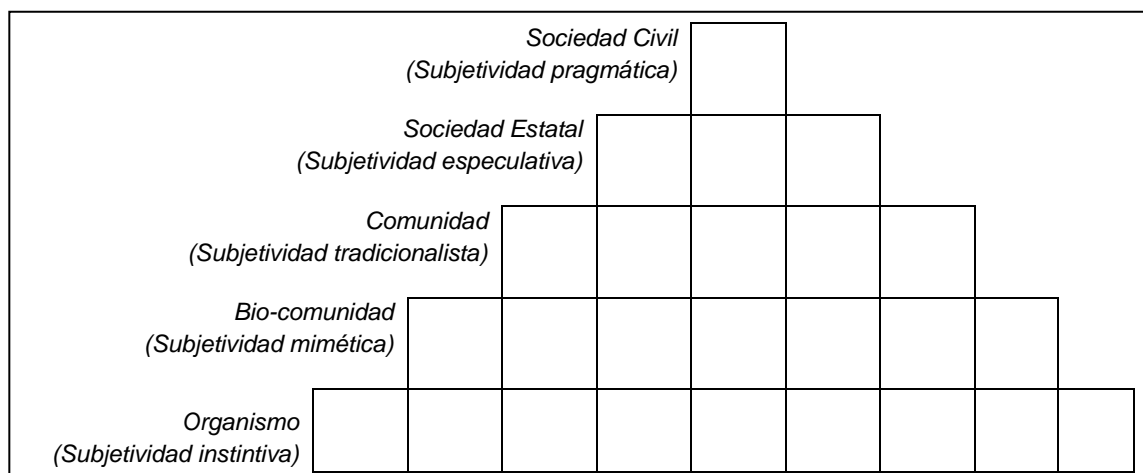 Sociedad Civil
(Subjetividad pragmática)
Sociedad Estatal
(Subjetividad especulativa)
Comunidad
(Subjetividad tradicionalista)
Bio-comunidad
(Subjetividad mimética)
Organismo
(Subjetividad instintiva)